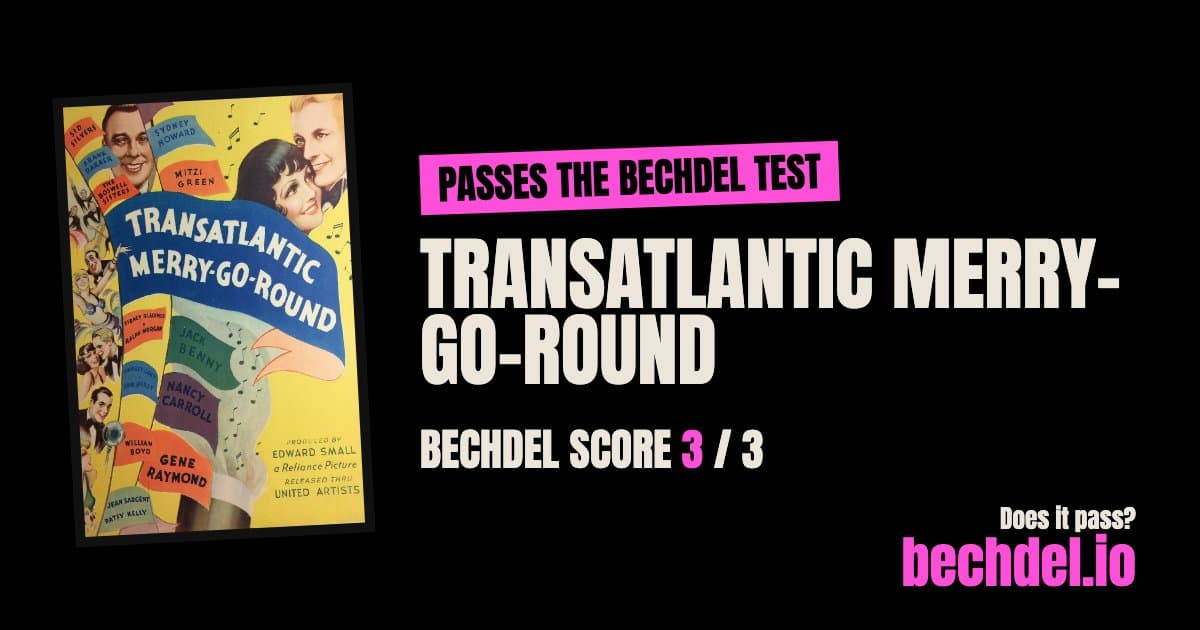 SID SILVERS
FRANK PARKER
THE BOSWELL SISTERS
SYDNEY HOWARD
MITZI GREEN
TRANSATLANTIC
MERRY-GO-ROUND
SIDNEY BLACKMER
RALPH MORGAN
JACK BENNY
NANCY CARROLL
WILLIAM BOYD
GENE RAYMOND
JEAN SARGENT
PATSY KELLY
PRODUCED BY
EDWARD SMALL
a Reliance Picture
RELEASED THRU
UNITED ARTISTS
PASSES THE BECHDEL TEST
TRANSATLANTIC MERRY-
GO-ROUND
BECHDEL SCORE 3 / 3
Does it pass?
bechdel.io